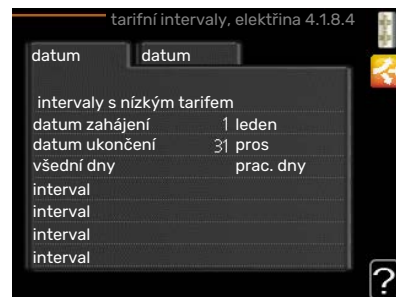 tarifní intervaly, elektřina 4.1.8.4
datum datum
intervaly s nízkým tarifem
datum zahájení 1 leden
datum ukončení 31 pros
všední dny prac. dny
interval
interval
interval
interval
?